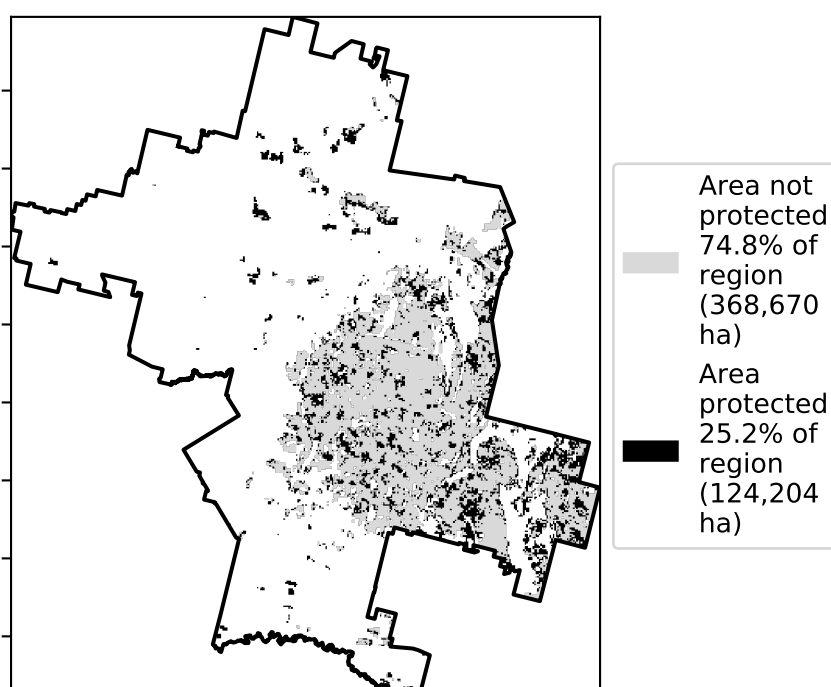 Area not
protected
74.8% of
region
(368,670
ha)
Area
protected
25.2% of
region
(124,204
ha)